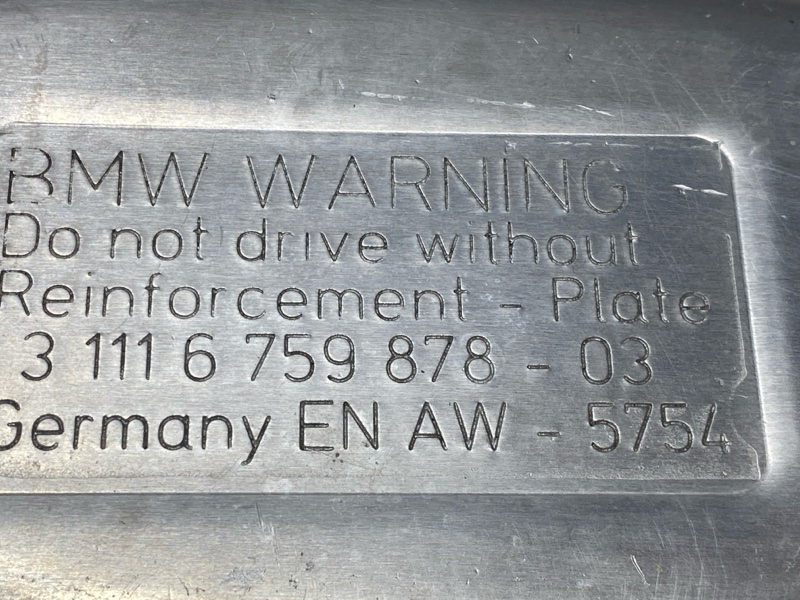 BMW WARNING
Do not drive without
Reinforcement - Plate
3 111 6 759 878 - 03
Germany EN AW - 5754